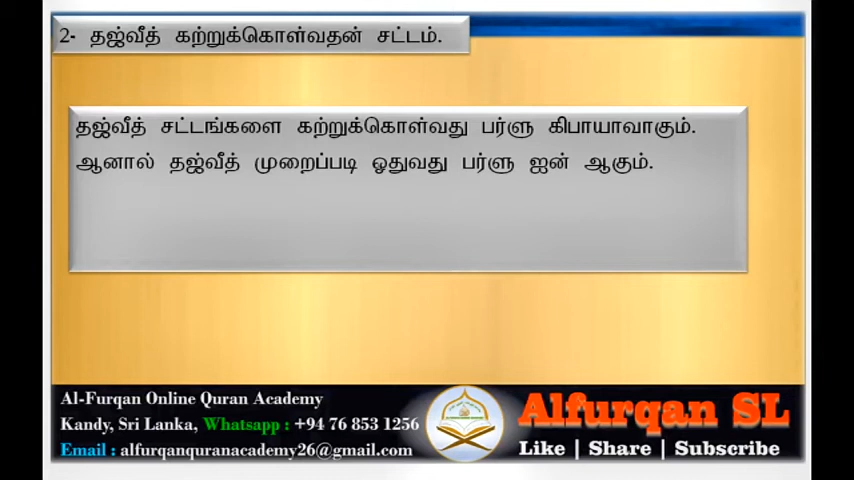 2- தஜ்வீத் கற்றுக்கொள்வதன் சட்டம்.
தஜ்வீத் சட்டங்களை கற்றுக்கொள்வது பர்ளு கிபாயாவாகும்.
ஆனால் தஜ்வீத் முறைப்படி ஓதுவது பர்ளு ஐன் ஆகும்.
Al-Furqan Online Quran Academy
Kandy, Sri Lanka, Whatsapp : +94 76 853 1256
Email : alfurqanquranacademy26@gmail.com
Alfurqan SL
Like | Share | Subscribe